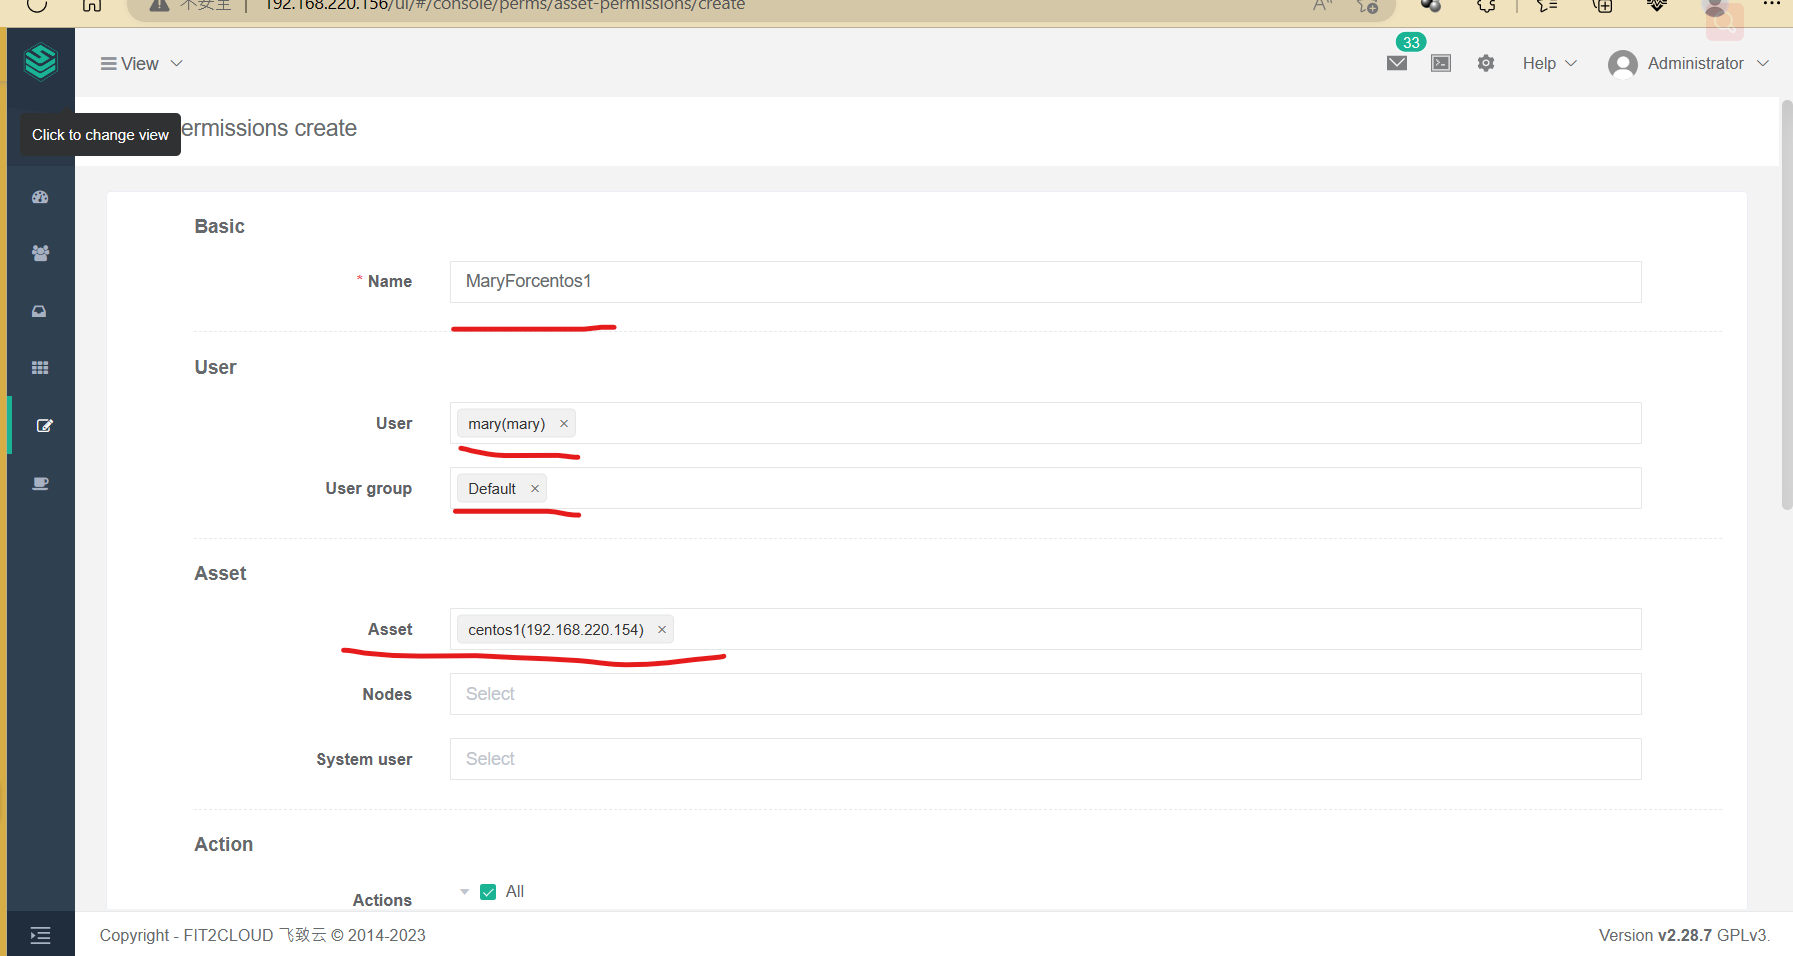 不安全 | 192.168.220.156/ui/#/console/perms/asset-permissions/create
View
33
Help
Administrator
Click to change view
ermissions create
Basic
* Name MaryForcentos1
User
User mary(mary) ×
User group Default ×
Asset
Asset centos1(192.168.220.154) ×
Nodes Select
System user Select
Action
Actions All
Copyright - FIT2CLOUD 飞致云 © 2014-2023
Version v2.28.7 GPLv3.